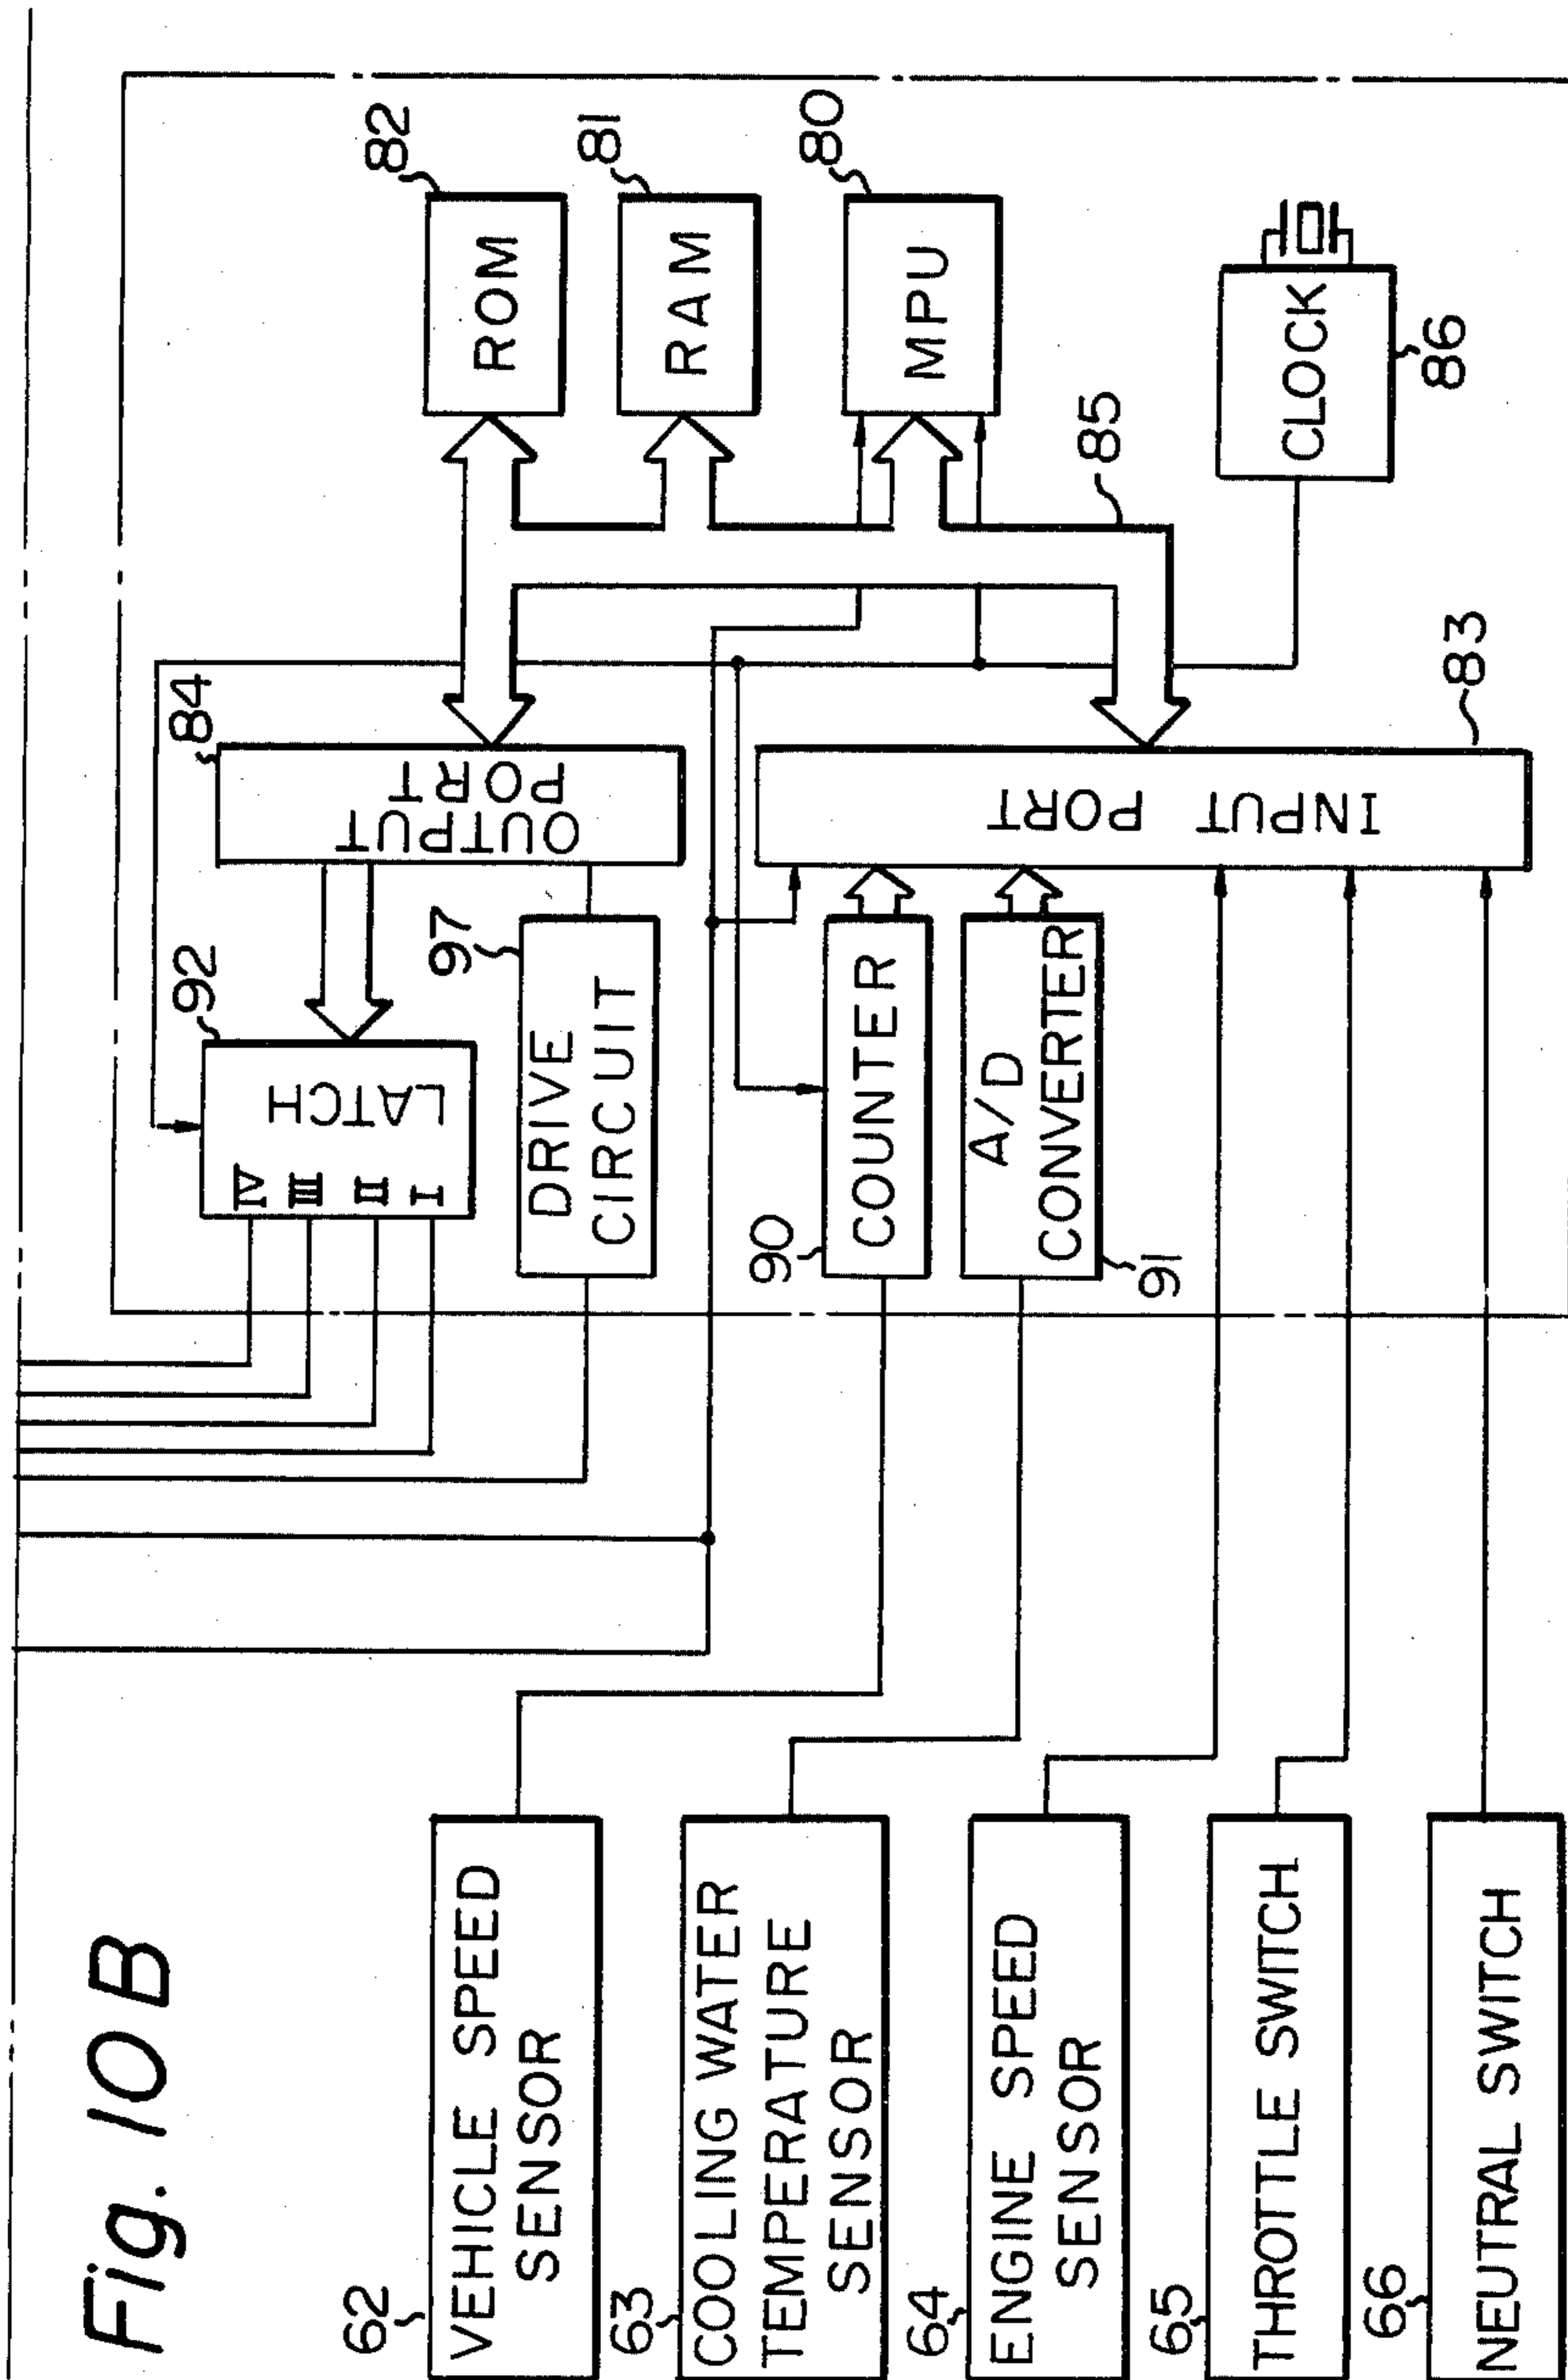 Fig. 10 B
62
VEHICLE SPEED
SENSOR
63
COOLING WATER
TEMPERATURE
SENSOR
64
ENGINE SPEED
SENSOR
65
THROTTLE SWITCH
66
NEUTRAL SWITCH
92
LATCH
IV
III
II
I
97
DRIVE
CIRCUIT
90
COUNTER
A/D
CONVERTER
91
84
OUTPUT
PORT
INPUT PORT
83
82
ROM
81
RAM
80
MPU
85
CLOCK
86